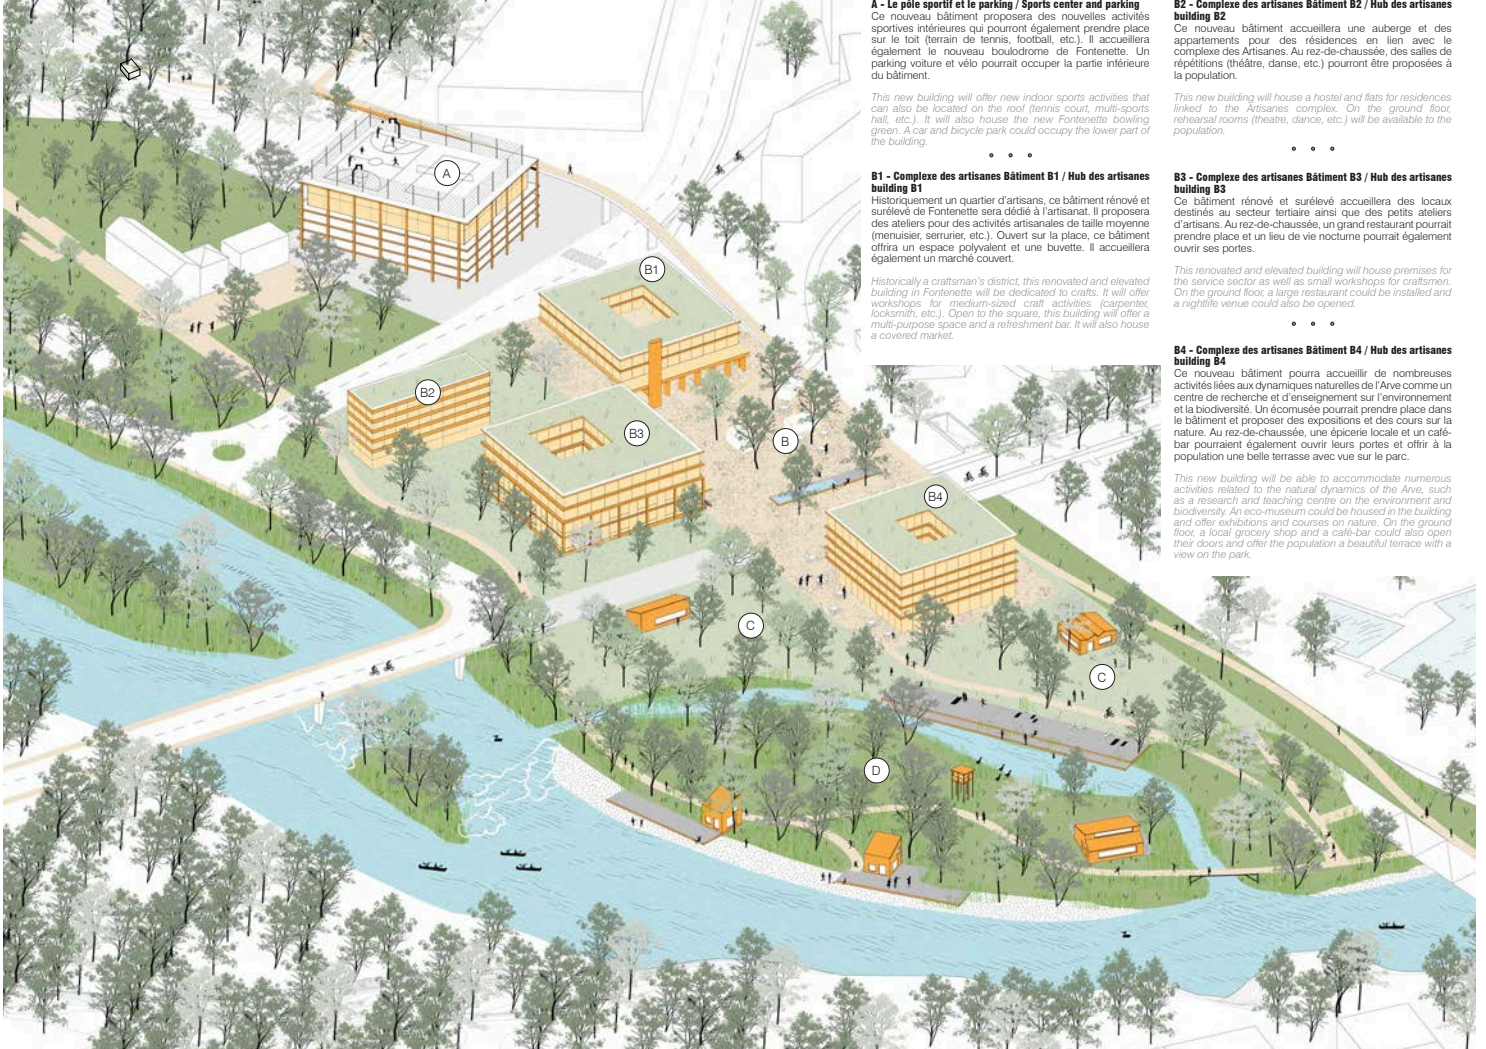 A - Le pôle sportif et le parking / Sports center and parking
Ce nouveau bâtiment proposera des nouvelles activités
sportives intérieures qui pourront également prendre place
sur le toit (terrain de tennis, football, etc.). Il accueillera
également le nouveau boulodrome de Fontenette. Un
parking voiture et vélo pourrait occuper la partie inférieure
du bâtiment.
This new building will offer new indoor sports activities that
can also be located on the roof (tennis court, multi-sports
hall, etc.). It will also house the new Fontenette bowling
green. A car and bicycle park could occupy the lower part of
the building.
B1 - Complexe des artisanes Bâtiment B1 / Hub des artisanes
building B1
Historiquement un quartier d'artisans, ce bâtiment rénové et
surélevé de Fontenette sera dédié à l'artisanat. Il proposera
des ateliers pour des activités artisanales de taille moyenne
(menuisier, serrurier, etc.). Ouvert sur la place, ce bâtiment
offrira un espace polyvalent et une buvette. Il accueillera
également un marché couvert.
Historically a craftsman's district, this renovated and elevated
building in Fontenette will be dedicated to crafts. It will offer
workshops for medium-sized craft activities (carpenter,
locksmith, etc.). Open to the square, this building will offer a
multi-purpose space and a refreshment bar. It will also house
a covered market.
B2 - Complexe des artisanes Bâtiment B2 / Hub des artisanes
building B2
Ce nouveau bâtiment accueillera une auberge et des
appartements pour des résidences en lien avec le
complexe des Artisanes. Au rez-de-chaussée, des salles de
répétitions (théâtre, danse, etc.) pourront être proposées à
la population.
This new building will house a hostel and flats for residences
linked to the Artisanes complex. On the ground floor,
rehearsal rooms (theatre, dance, etc.) will be available to the
population.
B3 - Complexe des artisanes Bâtiment B3 / Hub des artisanes
building B3
Ce bâtiment rénové et surélevé accueillera des locaux
destinés au secteur tertiaire ainsi que des petits ateliers
d'artisans. Au rez-de-chaussée, un grand restaurant pourrait
prendre place et un lieu de vie nocturne pourrait également
ouvrir ses portes.
This renovated and elevated building will house premises for
the service sector as well as small workshops for craftsmen.
On the ground floor, a large restaurant could be installed and
a nightlife venue could also be opened.
B4 - Complexe des artisanes Bâtiment B4 / Hub des artisanes
building B4
Ce nouveau bâtiment pourra accueillir de nombreuses
activités liées aux dynamiques naturelles de l'Arve comme un
centre de recherche et d'enseignement sur l'environnement
et la biodiversité. Un écomusée pourrait prendre place dans
le bâtiment et proposer des expositions et des cours sur la
nature. Au rez-de-chaussée, une épicerie locale et un café-
bar pourraient également ouvrir leurs portes et offrir à la
population une belle terrasse avec vue sur le parc.
This new building will be able to accommodate numerous
activities related to the natural dynamics of the Arve, such
as a research and teaching centre on the environment and
biodiversity. An eco-museum could be housed in the building
and offer exhibitions and courses on nature. On the ground
floor, a local grocery shop and a café-bar could also open
their doors and offer the population a beautiful terrace with a
view on the park.
A
B1
B2
B3
B
B4
C
C
D